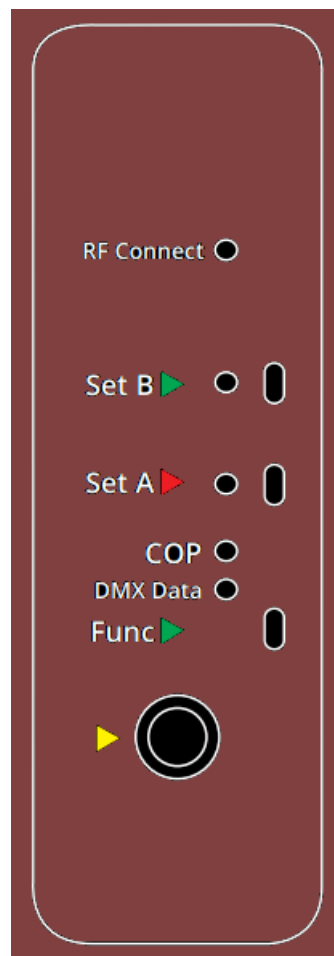 RF Connect
Set B
Set A
COP
DMX Data
Func